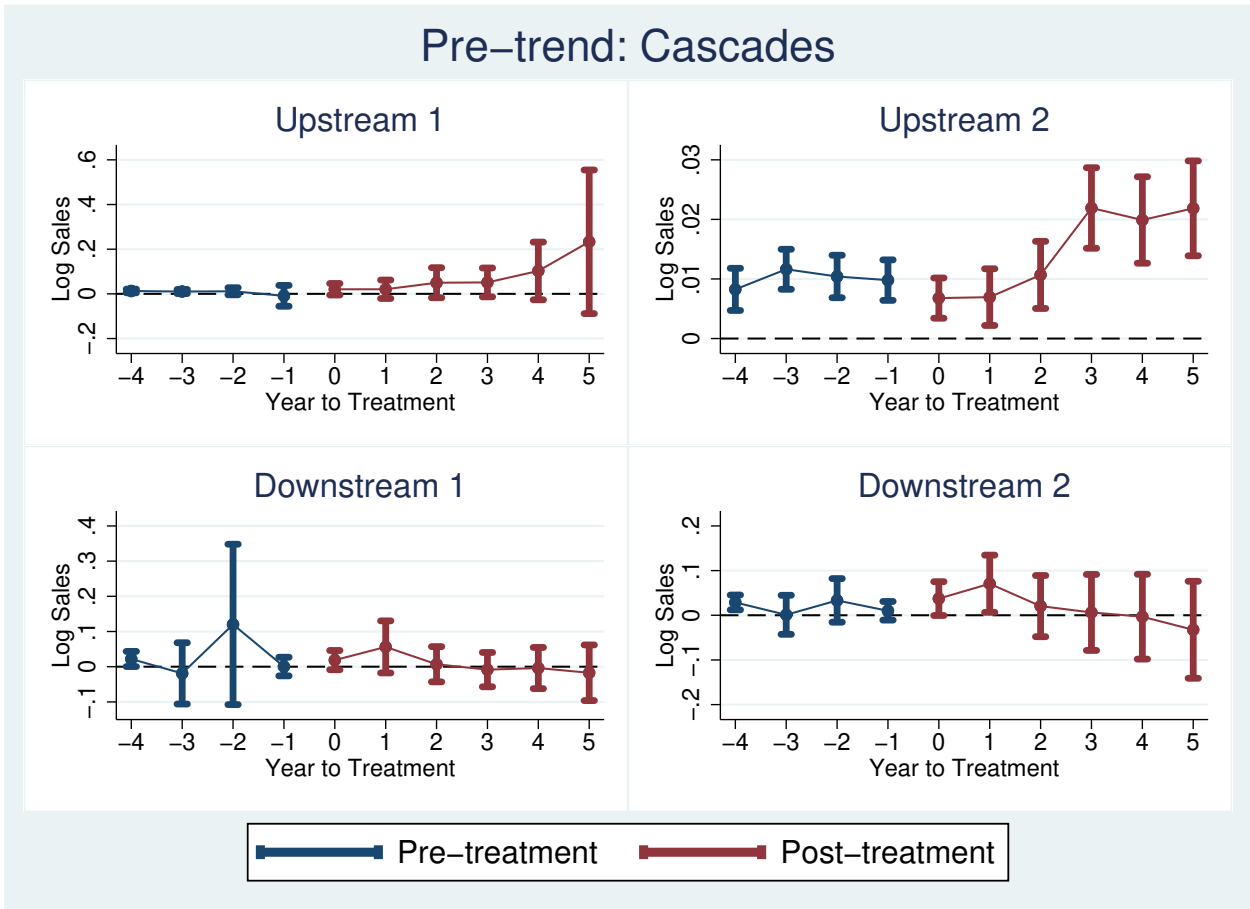 Pre−trend: Cascades
Upstream 1
Log Sales
.6
.4
.2
0
−.2
−4 −3 −2 −1 0 1 2 3 4 5
Year to Treatment
Upstream 2
Log Sales
.03
.02
.01
0
−4 −3 −2 −1 0 1 2 3 4 5
Year to Treatment
Downstream 1
Log Sales
.4
.3
.2
.1
0
−.1
−4 −3 −2 −1 0 1 2 3 4 5
Year to Treatment
Downstream 2
Log Sales
.2
.1
0
−.1
−.2
−4 −3 −2 −1 0 1 2 3 4 5
Year to Treatment
Pre−treatment Post−treatment